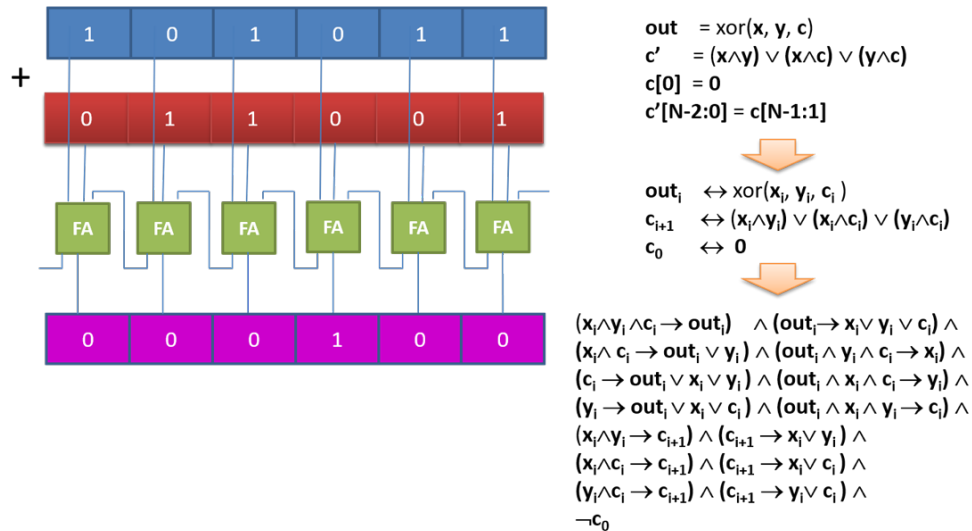 1 0 1 0 1 1
+
0 1 1 0 0 1
FA FA FA FA FA FA
0 0 0 1 0 0
out = xor(x, y, c)
c' = (x∧y) ∨ (x∧c) ∨ (y∧c)
c[0] = 0
c'[N-2:0] = c[N-1:1]
outᵢ ↔ xor(xᵢ, yᵢ, cᵢ )
cᵢ₊₁ ↔ (xᵢ∧yᵢ) ∨ (xᵢ∧cᵢ) ∨ (yᵢ∧cᵢ)
c₀ ↔ 0
(xᵢ∧yᵢ∧cᵢ → outᵢ) ∧ (outᵢ → xᵢ ∨ yᵢ ∨ cᵢ) ∧
(xᵢ ∧ cᵢ → outᵢ ∨ yᵢ) ∧ (outᵢ ∧ yᵢ ∧ cᵢ → xᵢ) ∧
(cᵢ → outᵢ ∨ xᵢ ∨ yᵢ) ∧ (outᵢ ∧ xᵢ ∧ cᵢ → yᵢ) ∧
(yᵢ → outᵢ ∨ xᵢ ∨ cᵢ) ∧ (outᵢ ∧ xᵢ ∧ yᵢ → cᵢ) ∧
(xᵢ∧yᵢ → cᵢ₊₁) ∧ (cᵢ₊₁ → xᵢ ∨ yᵢ ) ∧
(xᵢ∧cᵢ → cᵢ₊₁) ∧ (cᵢ₊₁ → xᵢ ∨ cᵢ ) ∧
(yᵢ∧cᵢ → cᵢ₊₁) ∧ (cᵢ₊₁ → yᵢ ∨ cᵢ ) ∧
¬c₀